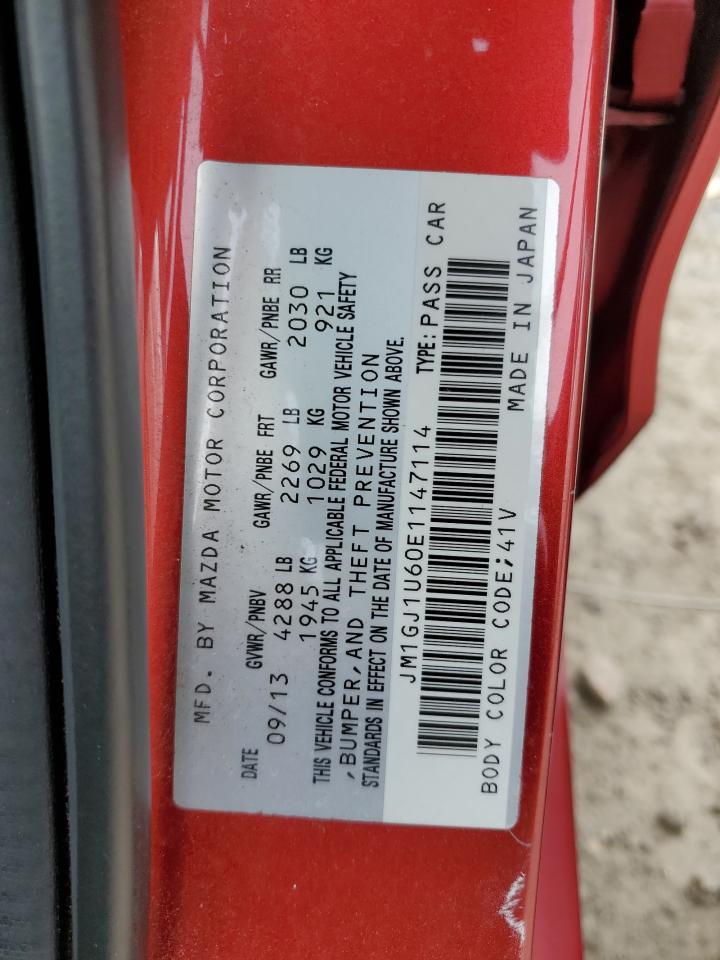 MFD. BY MAZDA MOTOR CORPORATION
DATE GVWR/PNBV GAWR/PNBE FRT GAWR/PNBE RR
09/13 4288 LB 2269 LB 2030 LB
1945 KG 1029 KG 921 KG
THIS VEHICLE CONFORMS TO ALL APPLICABLE FEDERAL MOTOR VEHICLE SAFETY
,BUMPER,AND THEFT PREVENTION
STANDARDS IN EFFECT ON THE DATE OF MANUFACTURE SHOWN ABOVE.
JM1GJ1U60E1147114 TYPE:PASS CAR
BODY COLOR CODE;41V MADE IN JAPAN